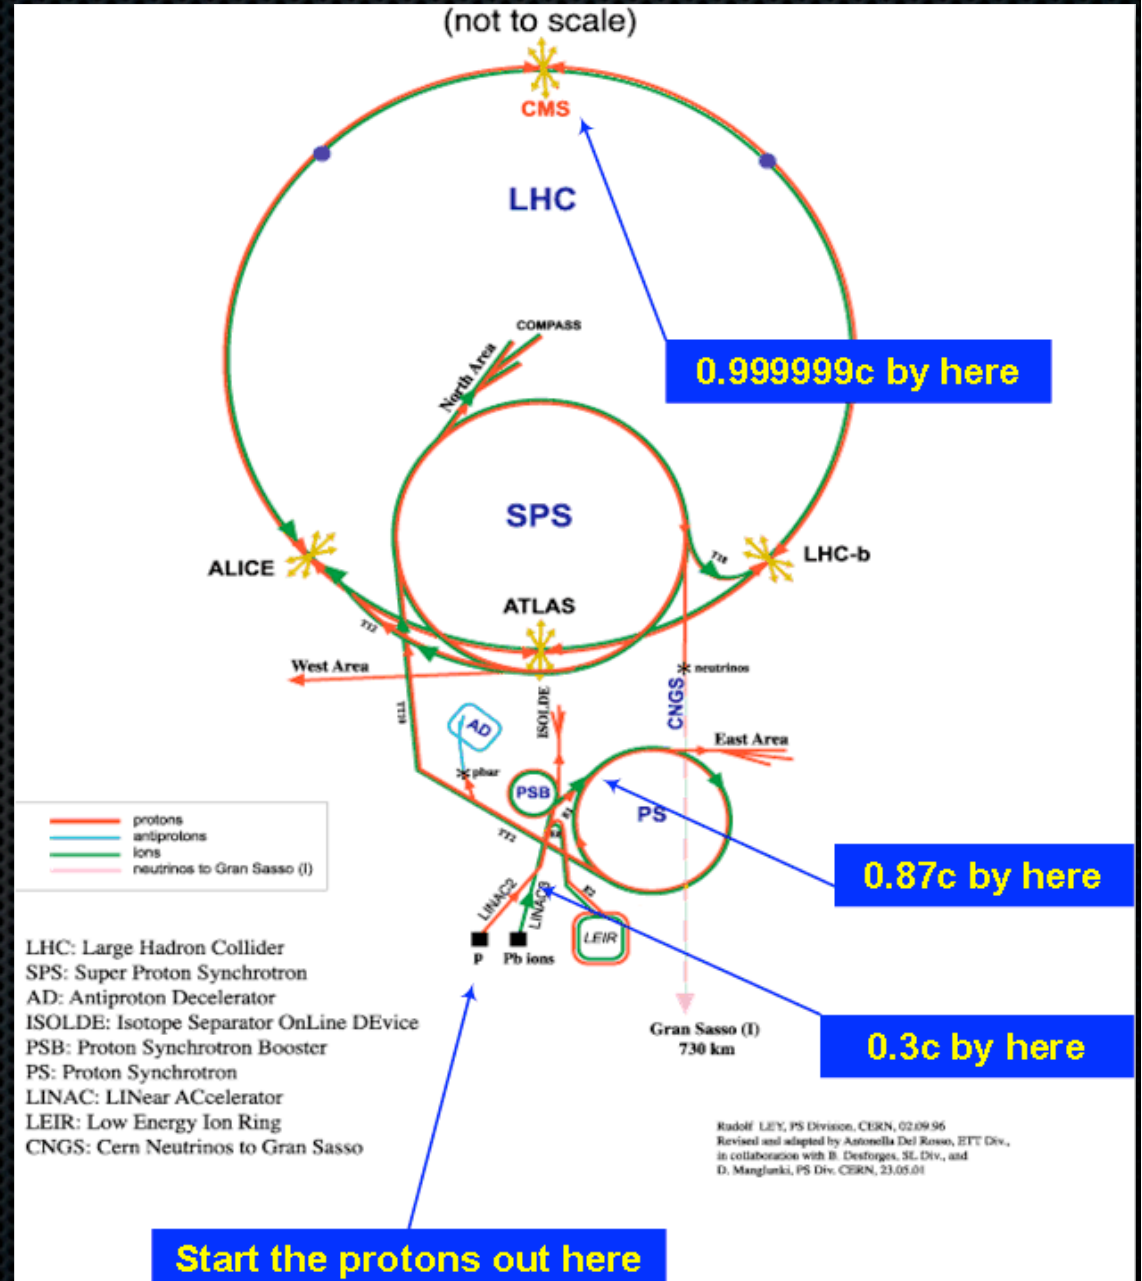 (not to scale)
CMS
LHC
COMPASS
North Area
0.999999c by here
SPS
TI8
ALICE
LHC-b
ATLAS
TI2
West Area
neutrinos
CNGS
TT10
ISOLDE
AD
East Area
pbar
PSB
PS
protons
antiprotons
ions
neutrinos to Gran Sasso (I)
TT2
0.87c by here
LINAC2
LINAC3
E2
LEIR
p
Pb ions
LHC: Large Hadron Collider
SPS: Super Proton Synchrotron
AD: Antiproton Decelerator
ISOLDE: Isotope Separator OnLine DEvice
PSB: Proton Synchrotron Booster
PS: Proton Synchrotron
LINAC: LINear ACcelerator
LEIR: Low Energy Ion Ring
CNGS: Cern Neutrinos to Gran Sasso
Gran Sasso (I)
730 km
0.3c by here
Rudolf LEY, PS Division, CERN, 02.09.96
Revised and adapted by Antonella Del Rosso, ETT Div.,
in collaboration with B. Desforges, SL Div., and
D. Manglunki, PS Div. CERN, 23.05.01
Start the protons out here